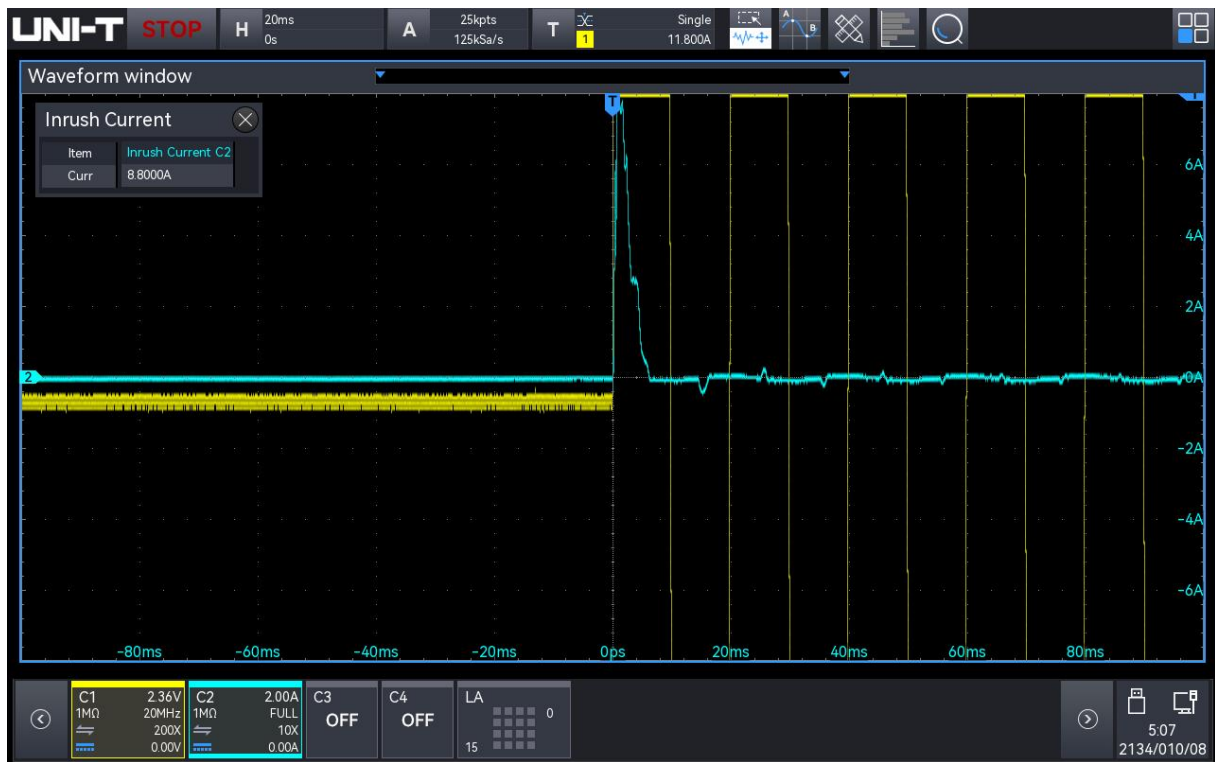 UNI-T STOP H 20ms 0s A 25kpts 125kSa/s T 1 Single 11.800A A B
Waveform window
T
Inrush Current
Item Inrush Current C2
Curr 8.8000A
6A
4A
2A
2 0A
-2A
-4A
-6A
-80ms -60ms -40ms -20ms 0ps 20ms 40ms 60ms 80ms
C1 2.36V C2 2.00A C3 C4 LA
1MΩ 20MHz 1MΩ FULL OFF OFF 0
200X 10X
0.00V 0.00A 15
5:07
2134/010/08